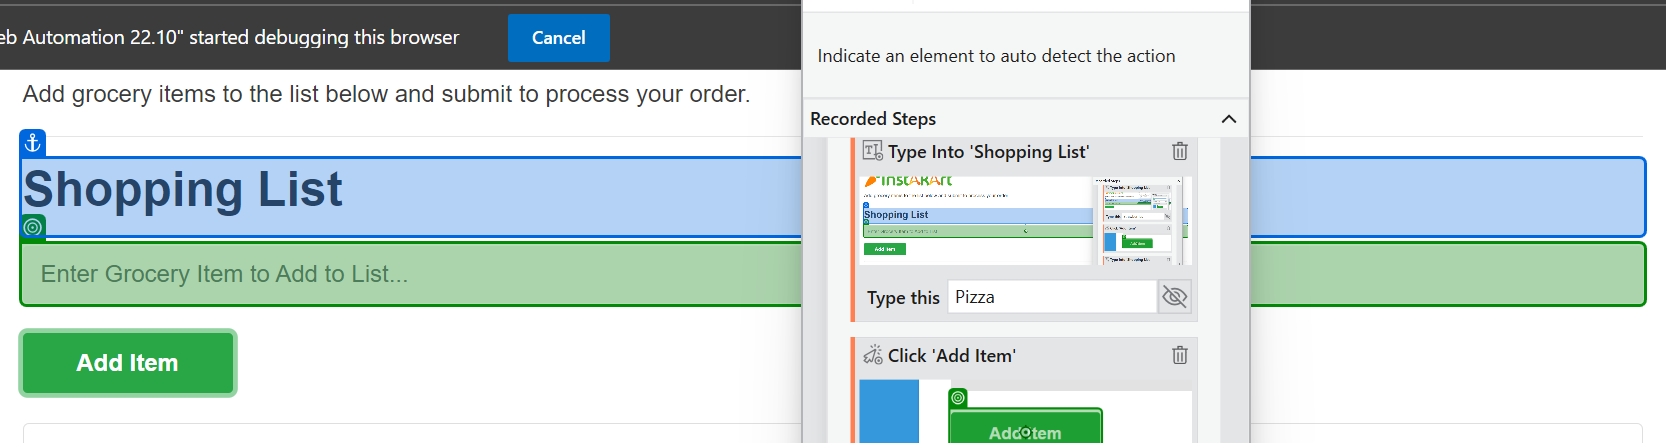 eb Automation 22.10" started debugging this browser
Cancel
Add grocery items to the list below and submit to process your order.
Shopping List
Enter Grocery Item to Add to List...
Add Item
Indicate an element to auto detect the action
Recorded Steps
Type Into 'Shopping List'
Shopping List
Add Item
Type this
Pizza
Click 'Add Item'
Add Item